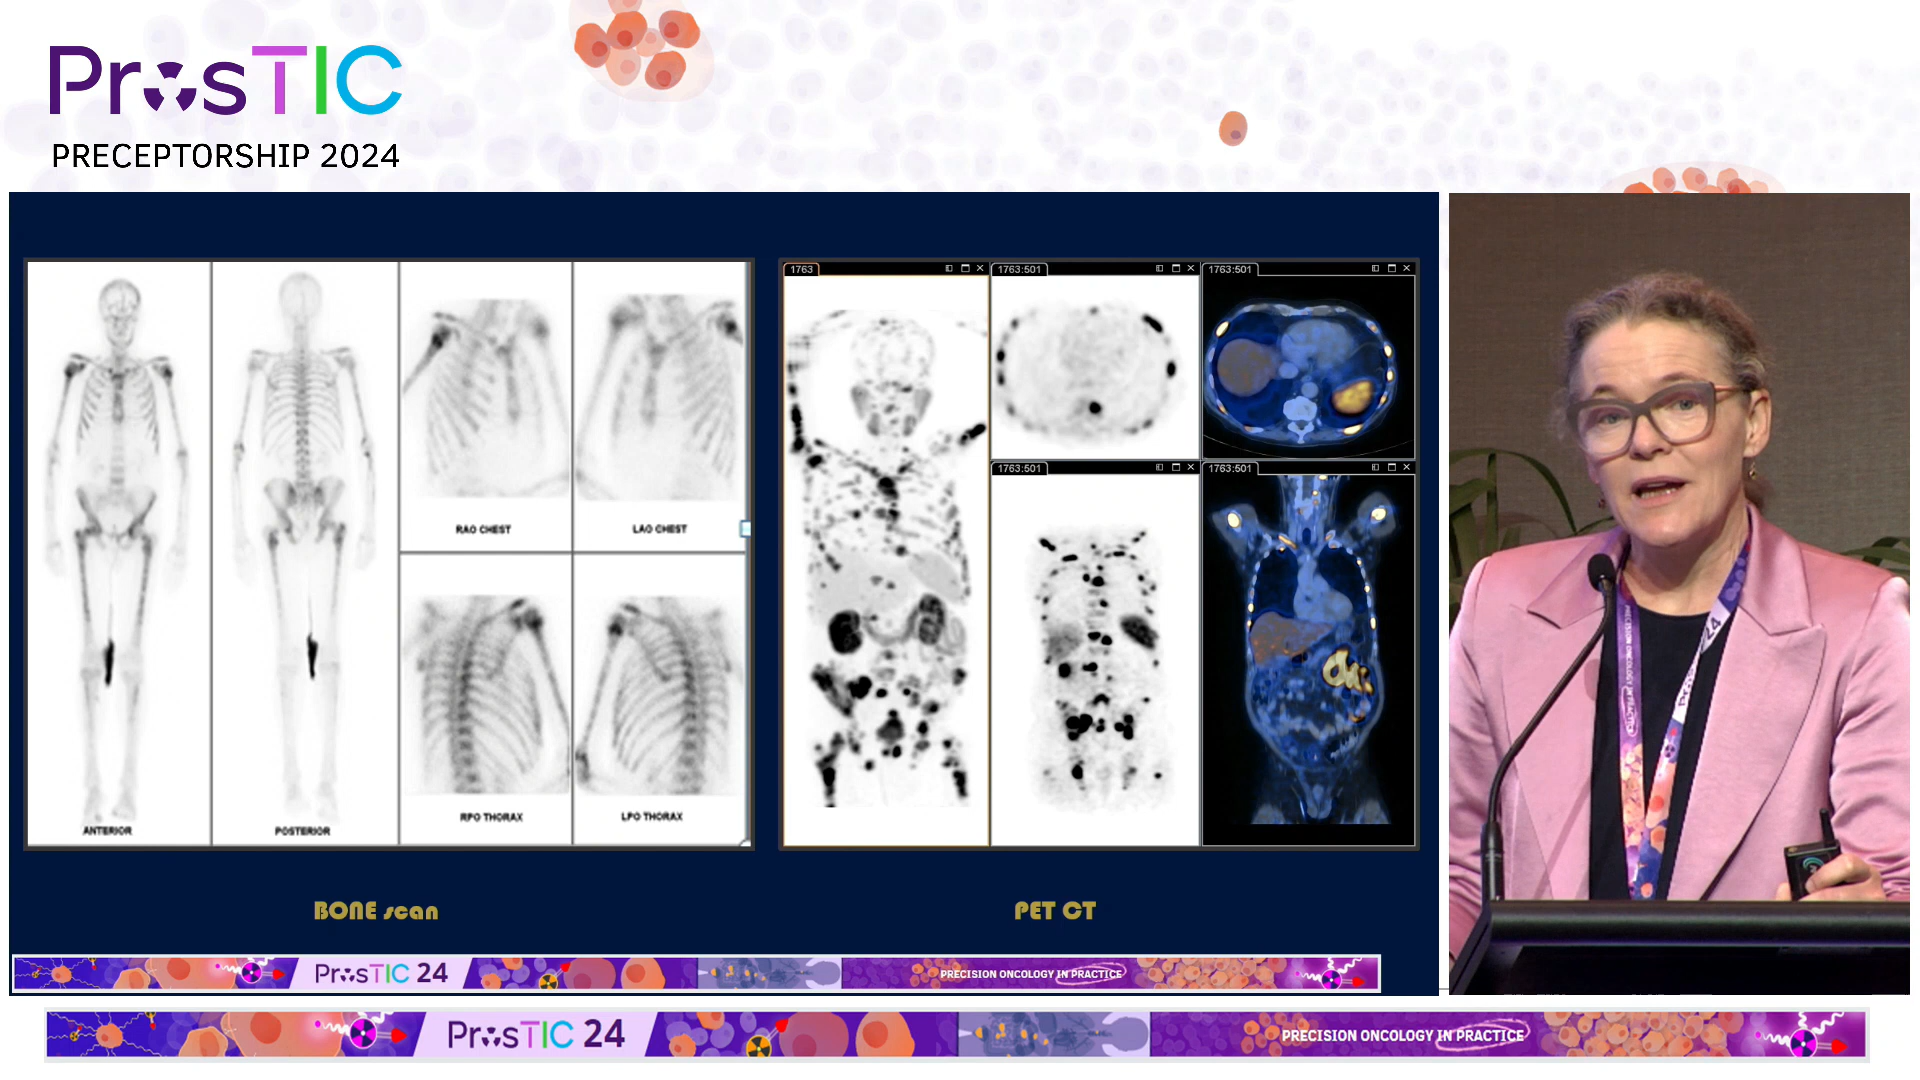 ProsTIC
PRECEPTORSHIP 2024
1763
1763:501
1763:501
1763:501
1763:501
RAO CHEST
LAO CHEST
RPO THORAX
LPO THORAX
ANTERIOR
POSTERIOR
BONE scan
PET CT
ProsTIC 24
PRECISION ONCOLOGY IN PRACTICE
ProsTIC 24
PRECISION ONCOLOGY IN PRACTICE
24